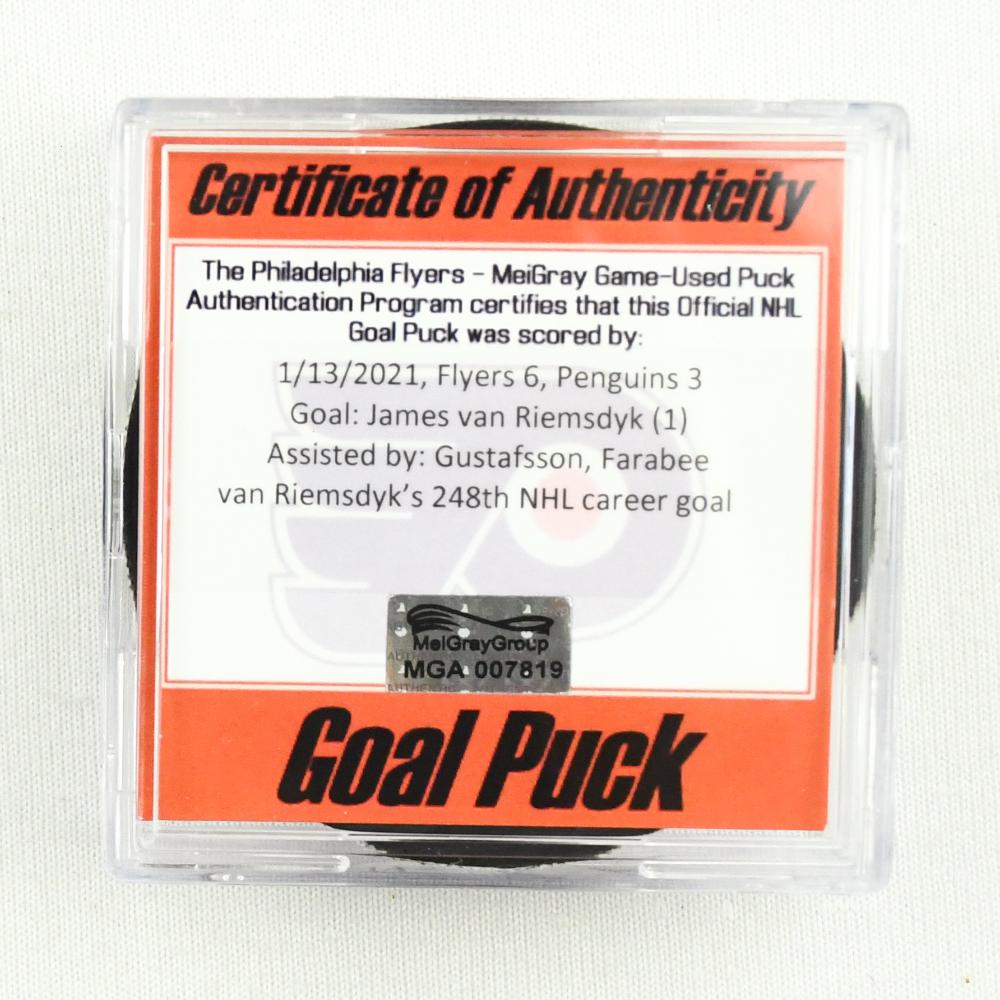 Certificate of Authenticity
The Philadelphia Flyers - MeiGray Game-Used Puck
Authentication Program certifies that this Official NHL
Goal Puck was scored by:
1/13/2021, Flyers 6, Penguins 3
Goal: James van Riemsdyk (1)
Assisted by: Gustafsson, Farabee
van Riemsdyk's 248th NHL career goal
MeiGrayGroup
MGA 007819
Goal Puck